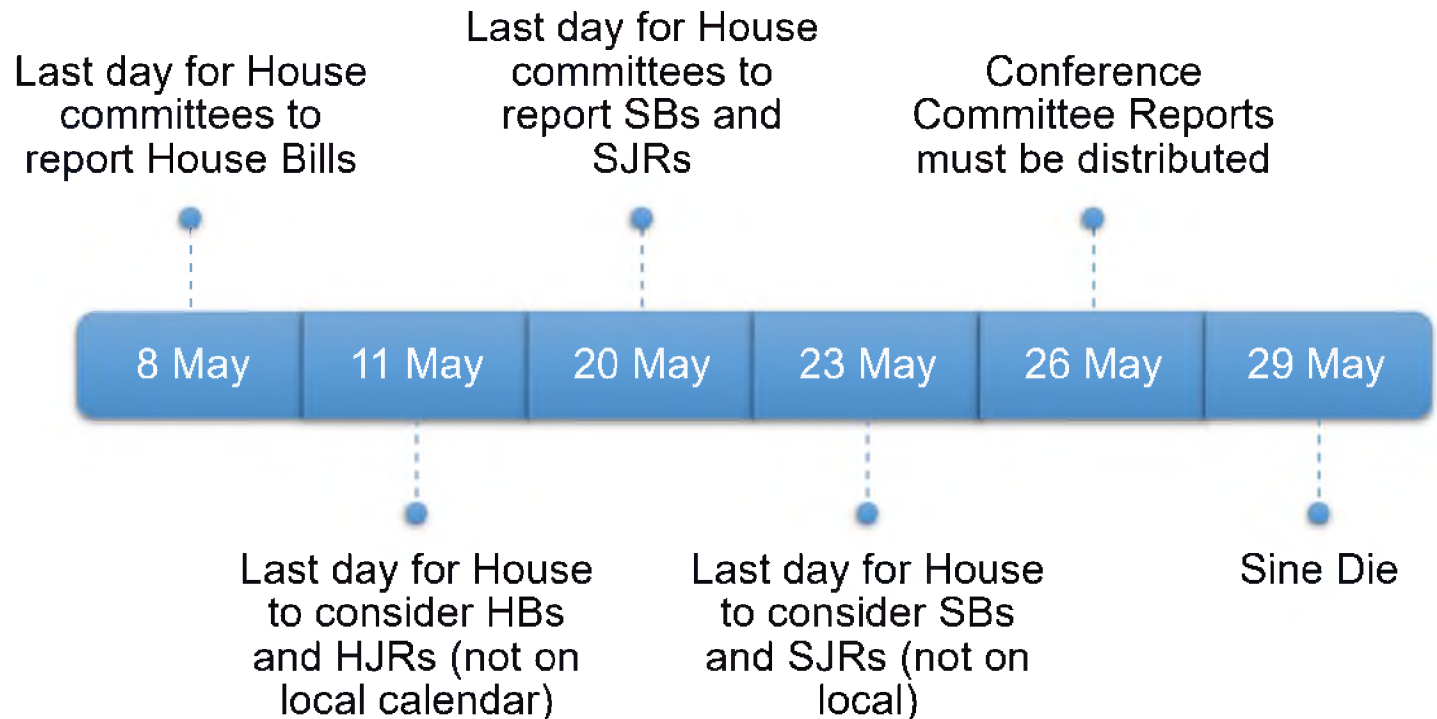 Last day for House
committees to
report House Bills
Last day for House
committees to
report SBs and
SJRs
Conference
Committee Reports
must be distributed
8 May
11 May
20 May
23 May
26 May
29 May
Last day for House
to consider HBs
and HJRs (not on
local calendar)
Last day for House
to consider SBs
and SJRs (not on
local)
Sine Die